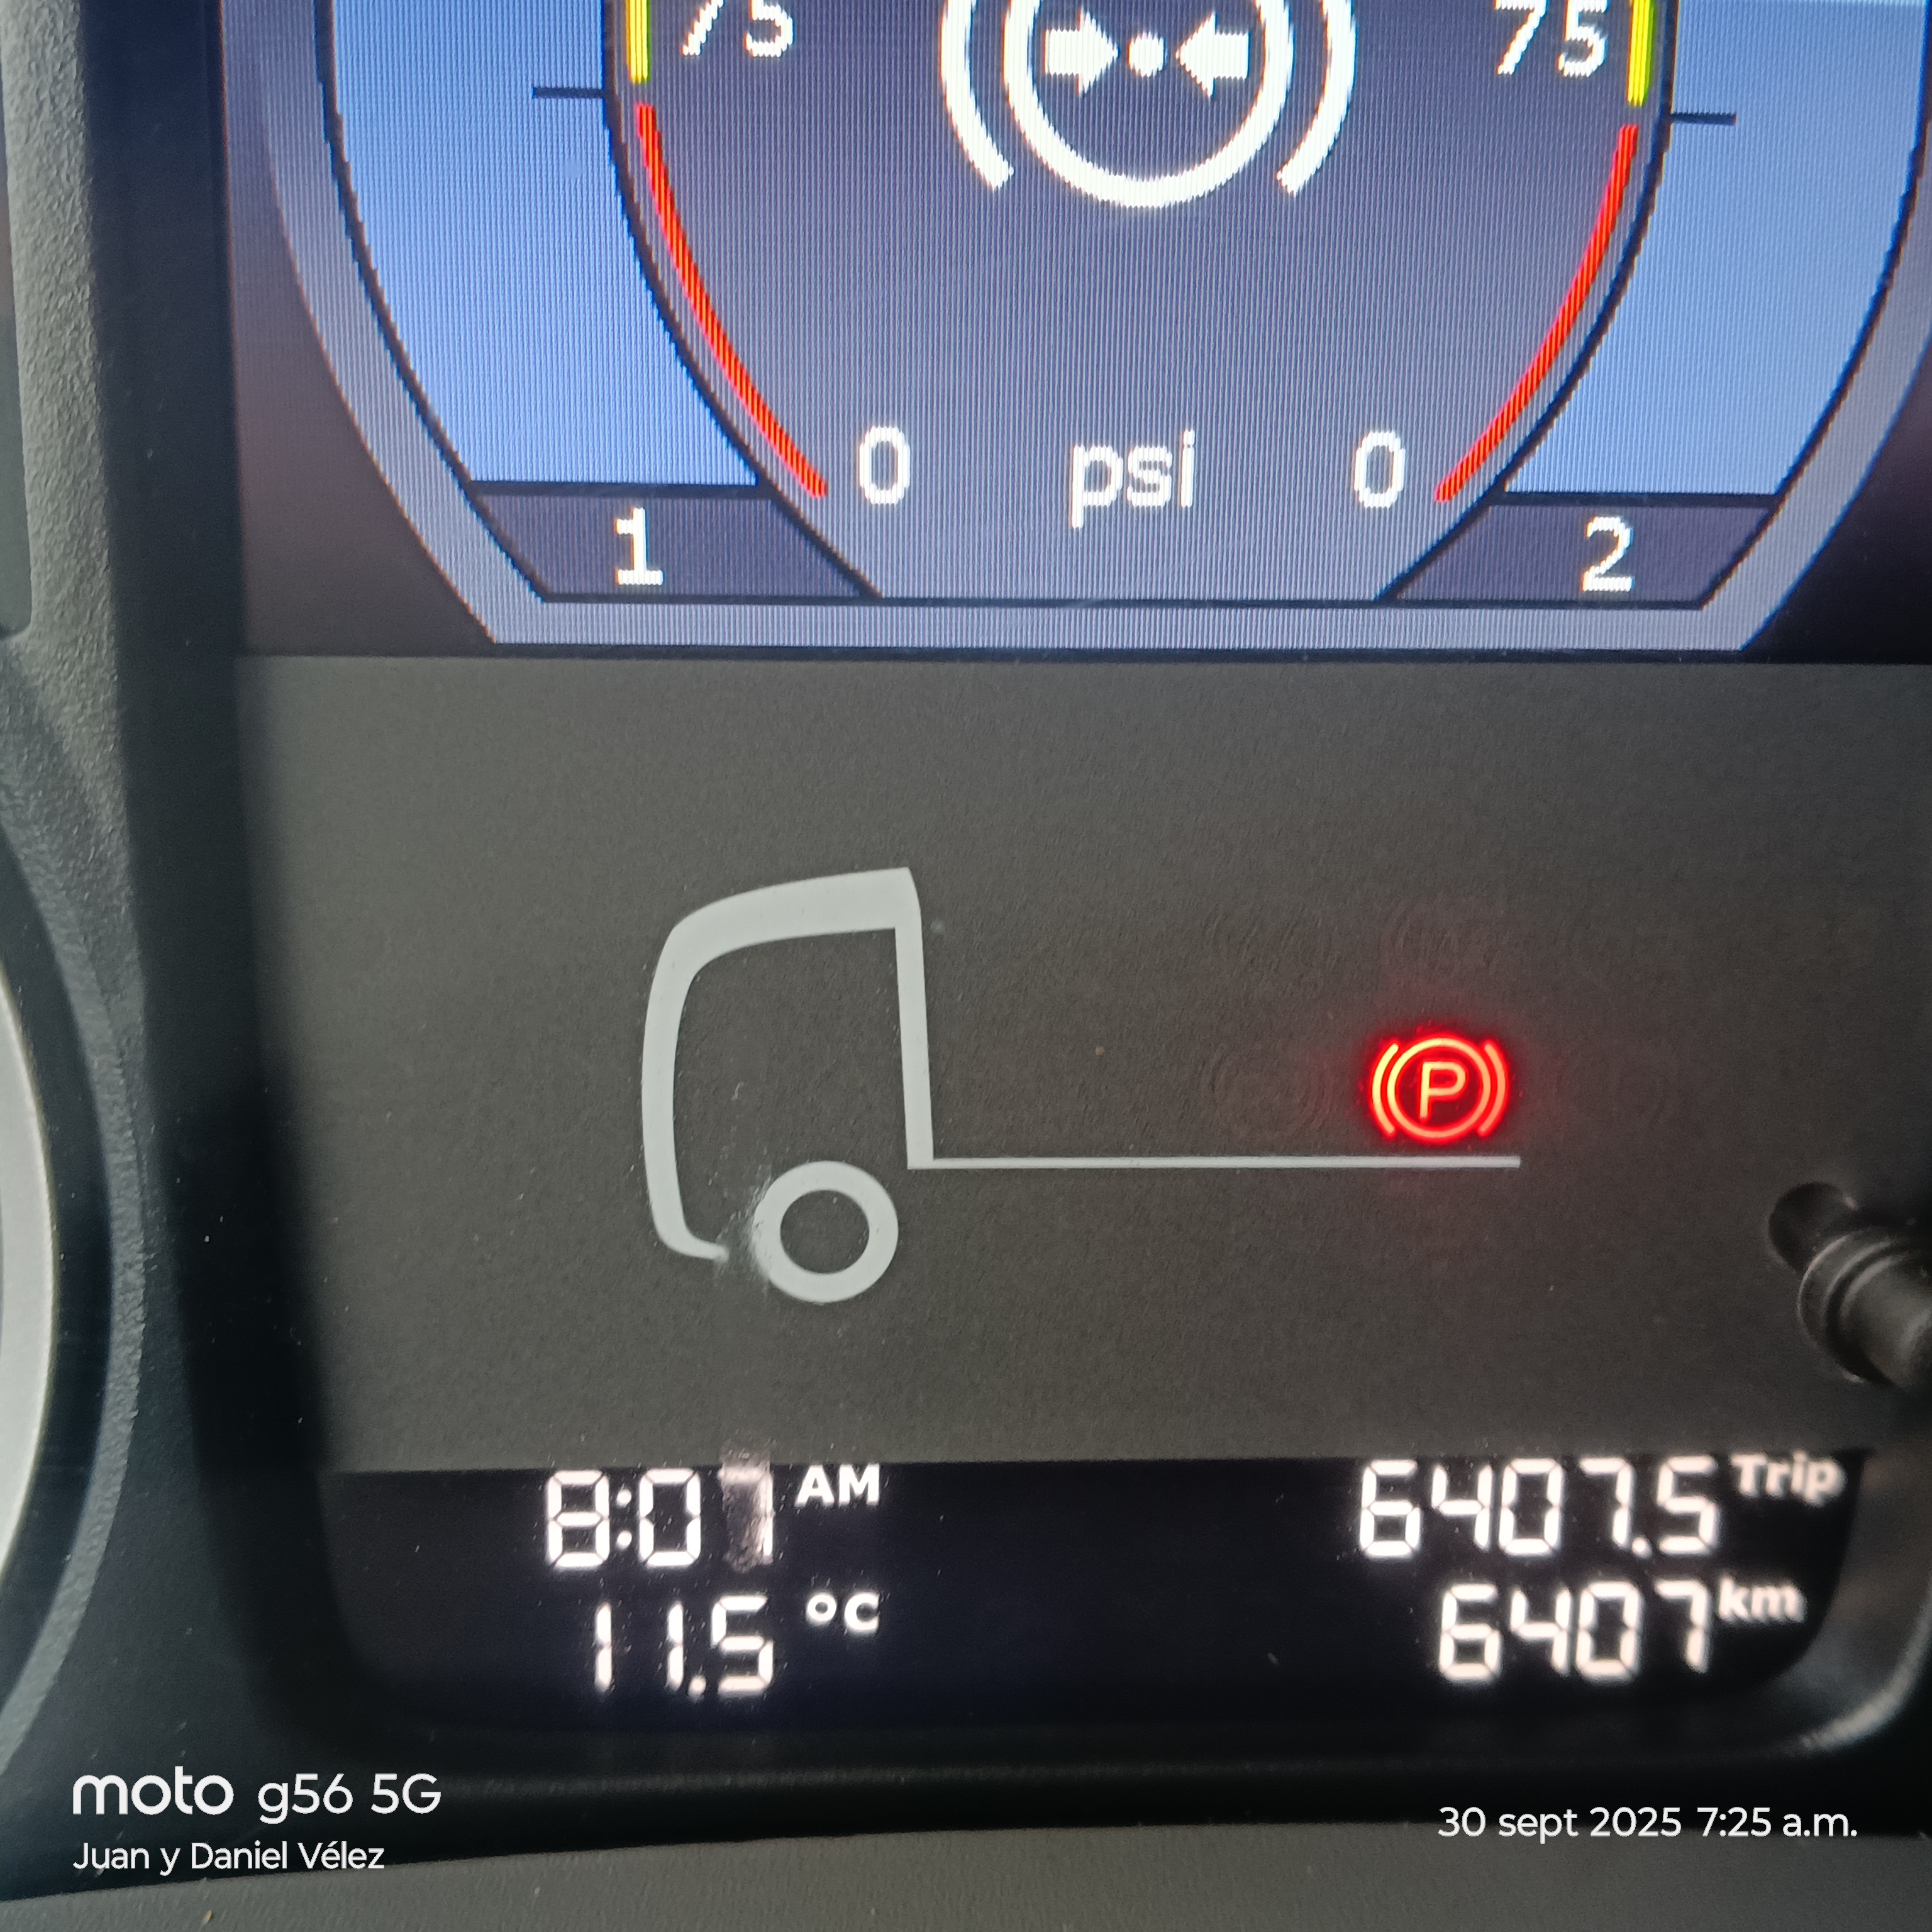 75 75
0 psi 0
1 2
P
8:07 AM 6407.5 Trip
11.5 °C 6407 km
moto g56 5G
Juan y Daniel Vélez
30 sept 2025 7:25 a.m.